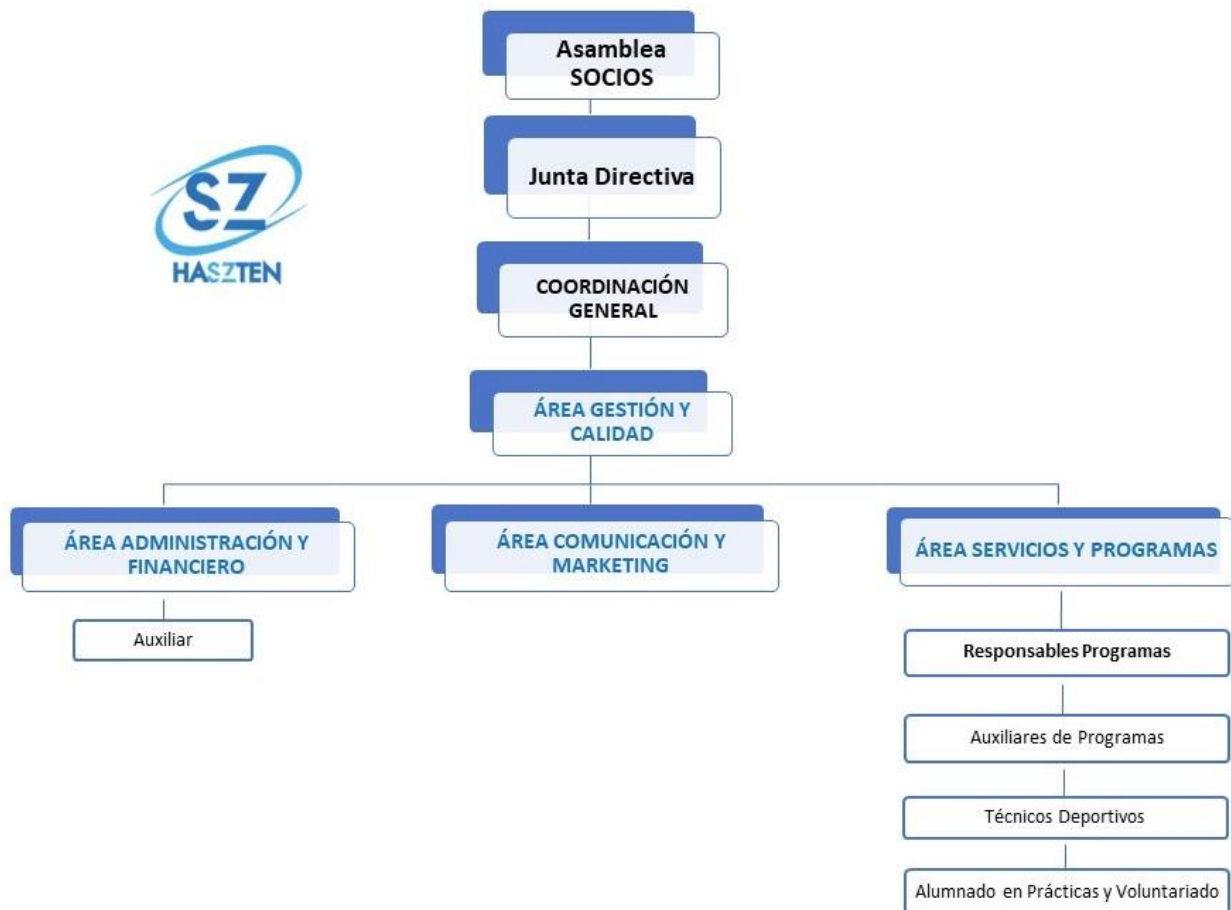 Asamblea
SOCIOS
Junta Directiva
SZ
HASZTEN
COORDINACIÓN
GENERAL
ÁREA GESTIÓN Y
CALIDAD
ÁREA ADMINISTRACIÓN Y
FINANCIERO
ÁREA COMUNICACIÓN Y
MARKETING
ÁREA SERVICIOS Y PROGRAMAS
Auxiliar
Responsables Programas
Auxiliares de Programas
Técnicos Deportivos
Alumnado en Prácticas y Voluntariado